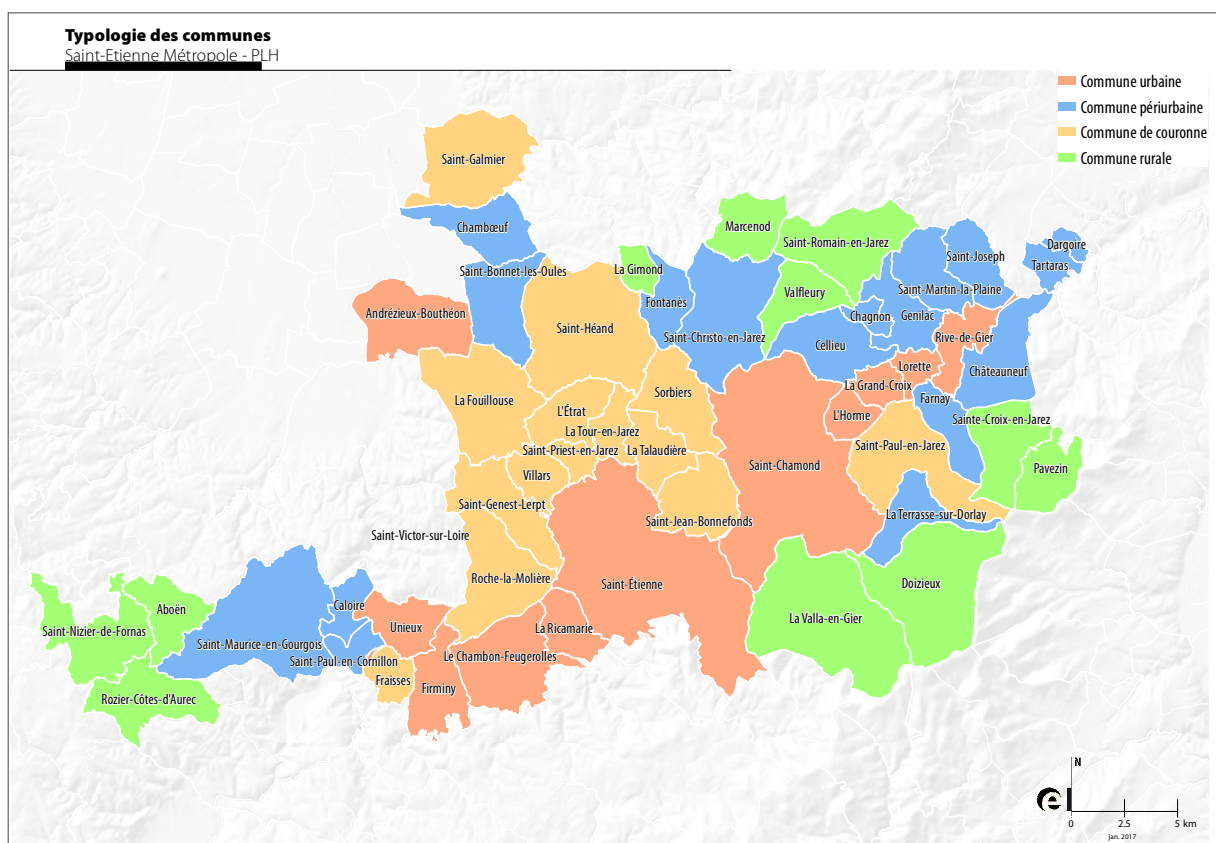 Typologie des communes
Saint-Etienne Métropole - PLH
Commune urbaine
Commune périurbaine
Commune de couronne
Commune rurale
Saint-Galmier
Chambœuf
Saint-Bonnet-les-Oules
Andrézieux-Bouthéon
Marcenod
Saint-Romain-en-Jarez
La Gimond
Fontanès
Valfleury
Saint-Joseph
Dargoire
Tartaras
Saint-Martin-la-Plaine
Chagnon
Genilac
Saint-Héand
Saint-Christo-en-Jarez
Cellieu
Rive-de-Gier
Lorette
Châteauneuf
La Grand-Croix
Farnay
La Fouillouse
Sorbiers
L'Étrat
L'Horme
Sainte-Croix-en-Jarez
La Tour-en-Jarez
Saint-Priest-en-Jarez
La Talaudière
Saint-Paul-en-Jarez
Saint-Chamond
Pavezin
Villars
Saint-Genest-Lerpt
Saint-Jean-Bonnefonds
La Terrasse-sur-Dorlay
Saint-Victor-sur-Loire
Roche-la-Molière
Saint-Étienne
Doizieux
La Valla-en-Gier
Aboën
Caloire
Saint-Nizier-de-Fornas
Unieux
La Ricamarie
Saint-Maurice-en-Gourgois
Saint-Paul-en-Cornillon
Le Chambon-Feugerolles
Fraisses
Firminy
Rozier-Côtes-d'Aurec
N
0 2.5 5 km
jan. 2017